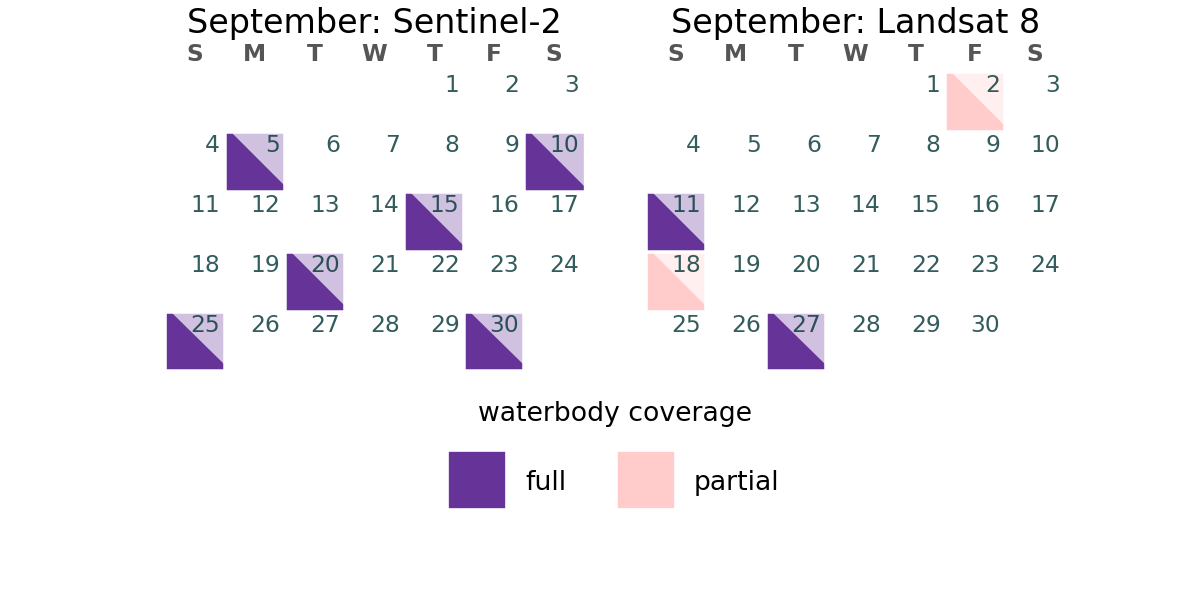 September: Sentinel-2
S M T W T F S
1 2 3
4 5 6 7 8 9 10
11 12 13 14 15 16 17
18 19 20 21 22 23 24
25 26 27 28 29 30
September: Landsat 8
S M T W T F S
1 2 3
4 5 6 7 8 9 10
11 12 13 14 15 16 17
18 19 20 21 22 23 24
25 26 27 28 29 30
waterbody coverage
full
partial